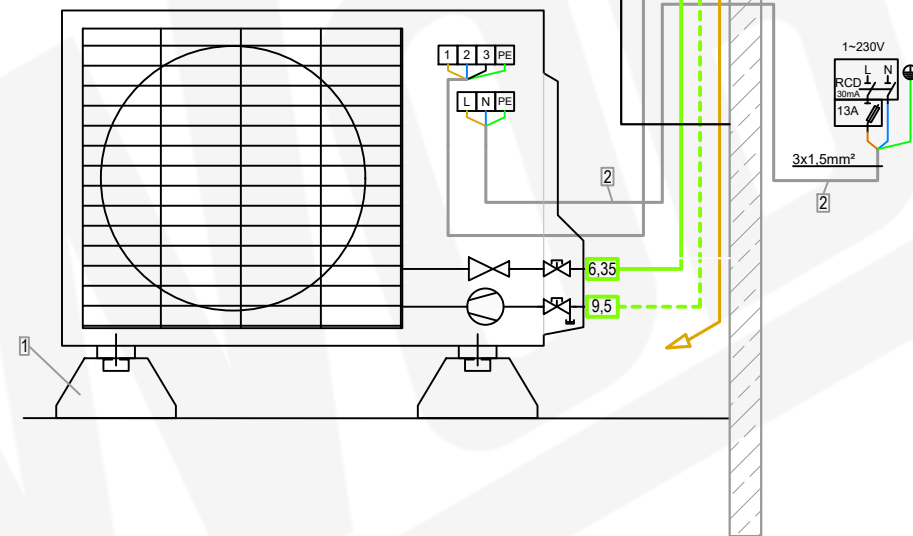 1 2 3 PE
L N PE
1~230V
L N
RCD
30mA
13A
3x1,5mm²
2
2
6,35
9,5
1